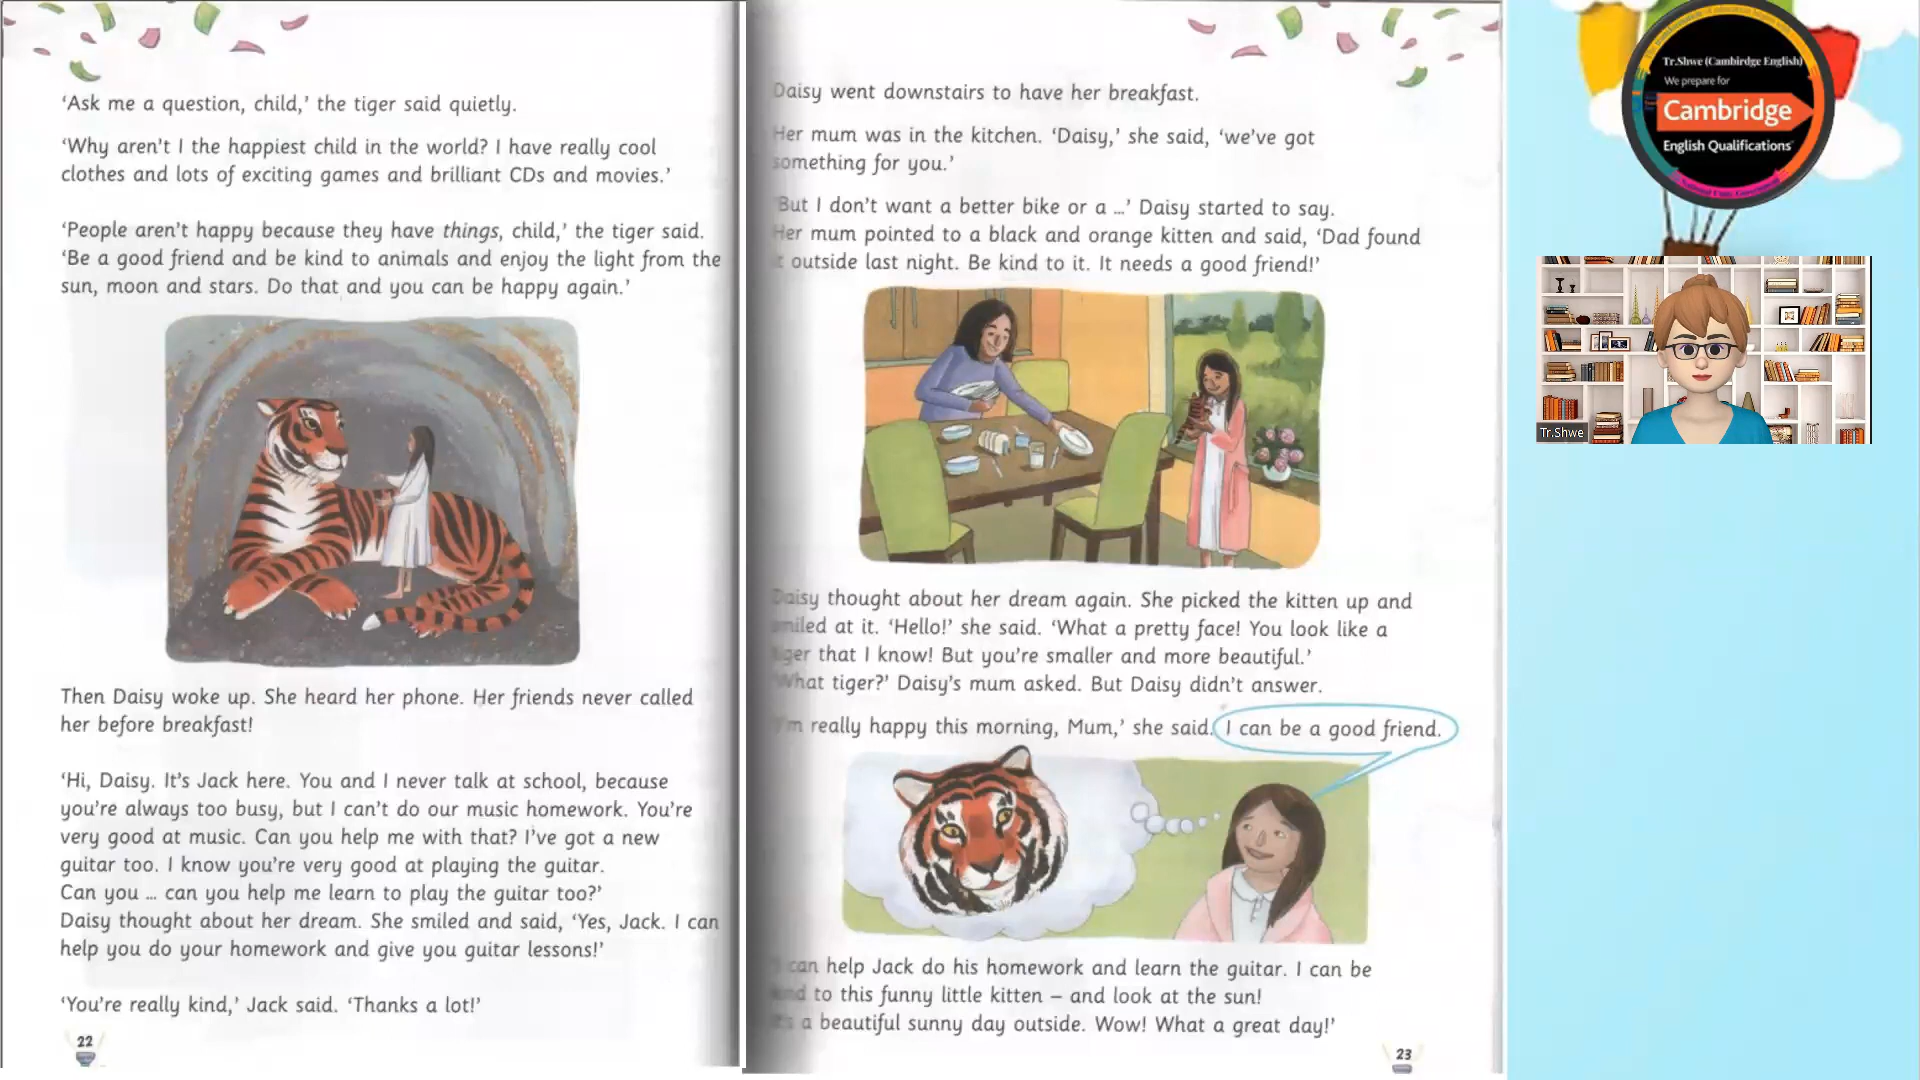 ‘Ask me a question, child,’ the tiger said quietly.
‘Why aren’t I the happiest child in the world? I have really cool
clothes and lots of exciting games and brilliant CDs and movies.’
‘People aren’t happy because they have things, child,’ the tiger said.
‘Be a good friend and be kind to animals and enjoy the light from the
sun, moon and stars. Do that and you can be happy again.’
Then Daisy woke up. She heard her phone. Her friends never called
her before breakfast!
‘Hi, Daisy. It’s Jack here. You and I never talk at school, because
you’re always too busy, but I can’t do our music homework. You’re
very good at music. Can you help me with that? I’ve got a new
guitar too. I know you’re very good at playing the guitar.
Can you … can you help me learn to play the guitar too?’
Daisy thought about her dream. She smiled and said, ‘Yes, Jack. I can
help you do your homework and give you guitar lessons!’
‘You’re really kind,’ Jack said. ‘Thanks a lot!’
22
Daisy went downstairs to have her breakfast.
Her mum was in the kitchen. ‘Daisy,’ she said, ‘we’ve got
something for you.’
‘But I don’t want a better bike or a …’ Daisy started to say.
Her mum pointed to a black and orange kitten and said, ‘Dad found
it outside last night. Be kind to it. It needs a good friend!’
Daisy thought about her dream again. She picked the kitten up and
smiled at it. ‘Hello!’ she said. ‘What a pretty face! You look like a
tiger that I know! But you’re smaller and more beautiful.’
‘What tiger?’ Daisy’s mum asked. But Daisy didn’t answer.
‘I’m really happy this morning, Mum,’ she said. I can be a good friend.
I can help Jack do his homework and learn the guitar. I can be
kind to this funny little kitten – and look at the sun!
It’s a beautiful sunny day outside. Wow! What a great day!’
23
Tr.Shwe (Cambirdge English)
We prepare for
Cambridge
English Qualifications
Tr.Shwe